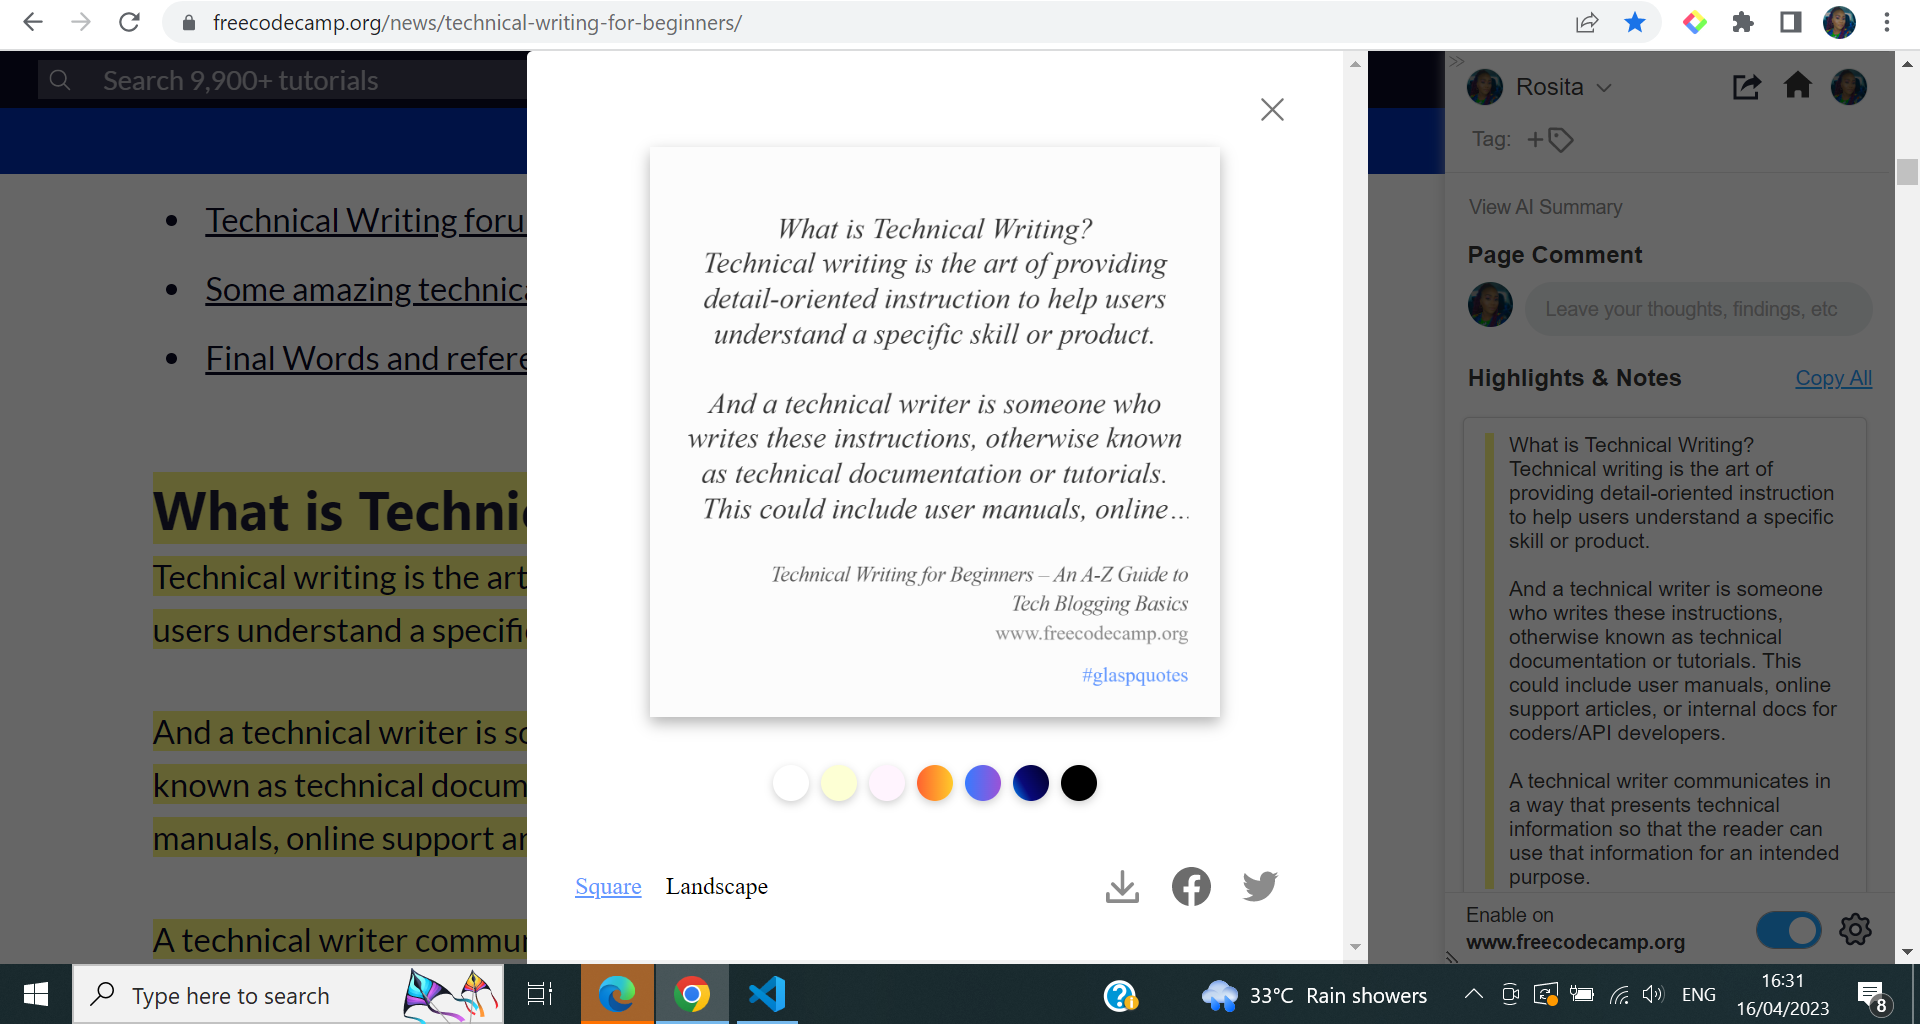 freecodecamp.org/news/technical-writing-for-beginners/
Search 9,900+ tutorials
Technical Writing foru
Some amazing technic
Final Words and refere
What is Techni
Technical writing is the art
users understand a specifi
And a technical writer is so
known as technical docum
manuals, online support ar
A technical writer commun
What is Technical Writing?
Technical writing is the art of providing
detail-oriented instruction to help users
understand a specific skill or product.
And a technical writer is someone who
writes these instructions, otherwise known
as technical documentation or tutorials.
This could include user manuals, online...
Technical Writing for Beginners – An A-Z Guide to
Tech Blogging Basics
www.freecodecamp.org
#glaspquotes
Square Landscape
Rosita
Tag:
View AI Summary
Page Comment
Leave your thoughts, findings, etc
Highlights & Notes Copy All
What is Technical Writing?
Technical writing is the art of
providing detail-oriented instruction
to help users understand a specific
skill or product.
And a technical writer is someone
who writes these instructions,
otherwise known as technical
documentation or tutorials. This
could include user manuals, online
support articles, or internal docs for
coders/API developers.
A technical writer communicates in
a way that presents technical
information so that the reader can
use that information for an intended
purpose.
Enable on
www.freecodecamp.org
Type here to search
33°C Rain showers
ENG
16:31
16/04/2023
8